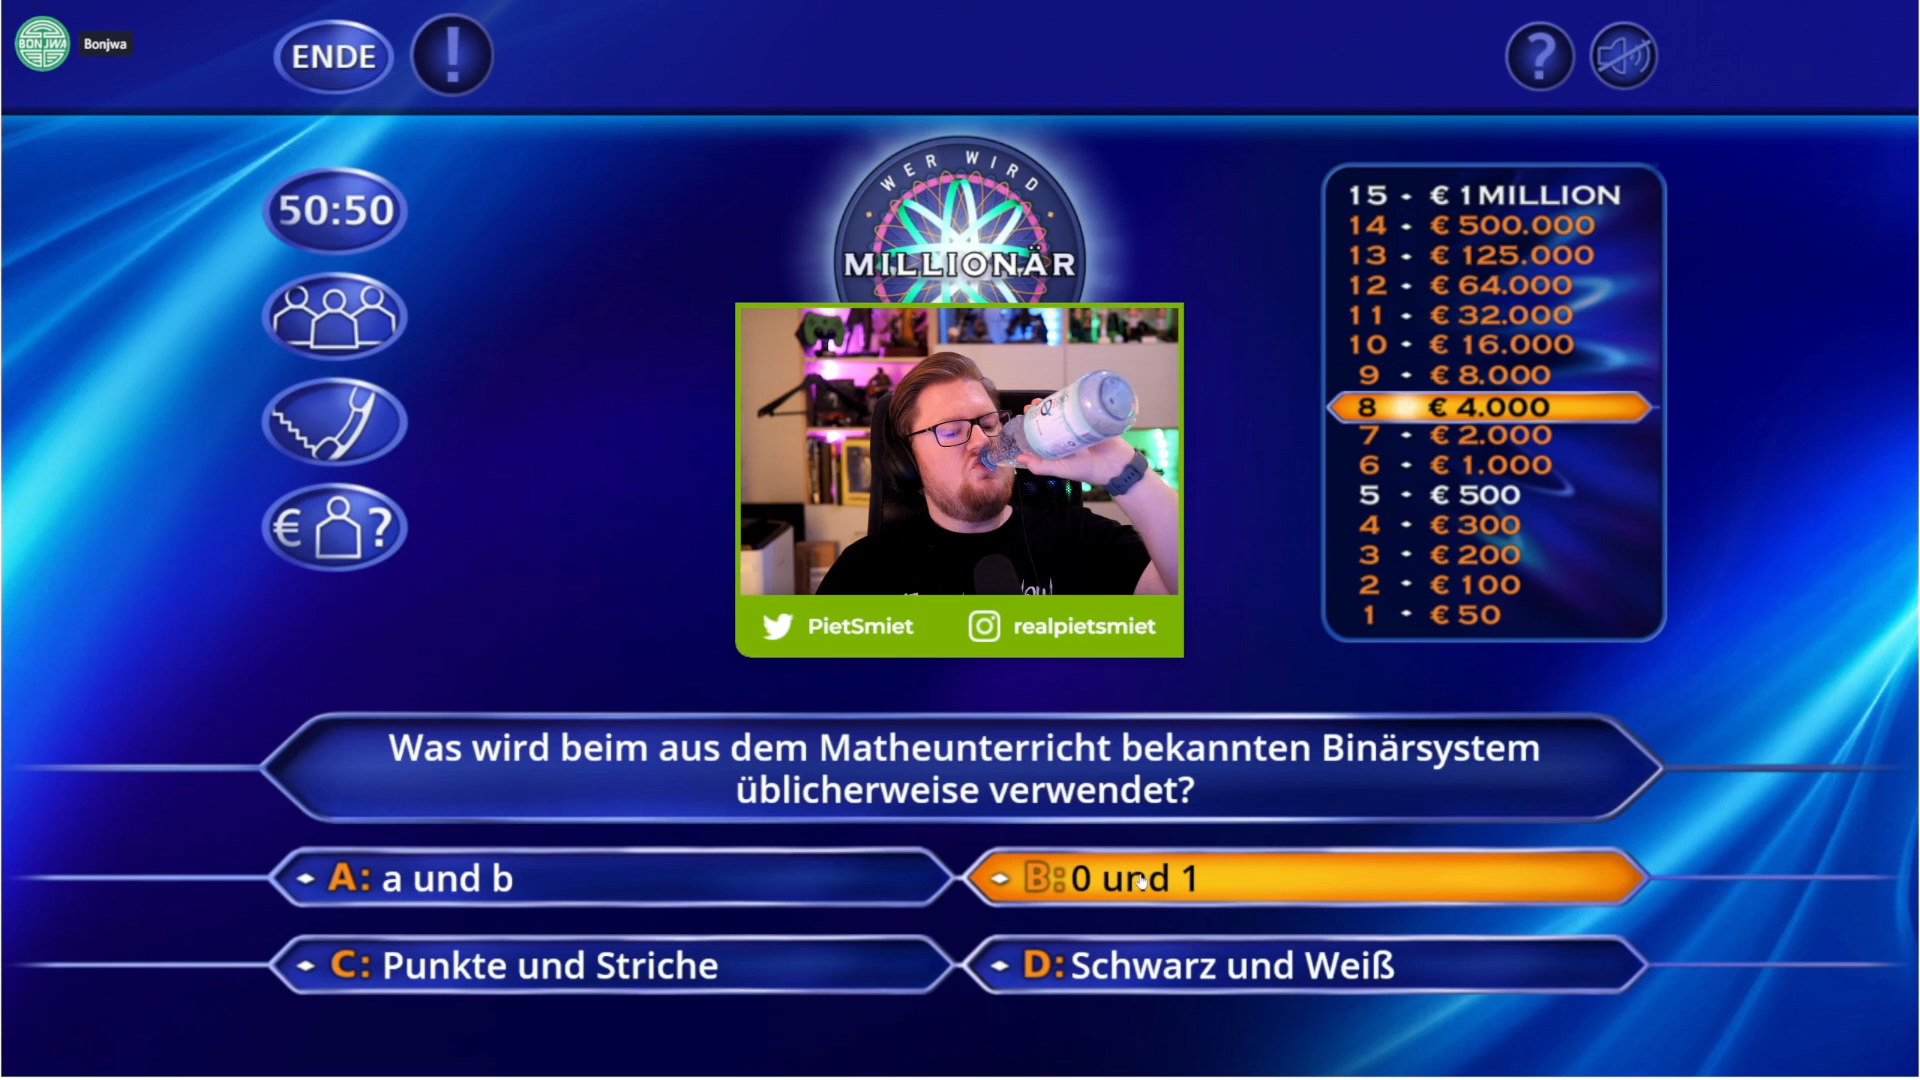 BONJWA
Bonjwa
ENDE
!
?
50:50
€ ?
WER WIRD
MILLIONÄR
15 · € 1 MILLION
14 · € 500.000
13 · € 125.000
12 · € 64.000
11 · € 32.000
10 · € 16.000
9 · € 8.000
8 € 4.000
7 · € 2.000
6 · € 1.000
5 · € 500
4 · € 300
3 · € 200
2 · € 100
1 · € 50
PietSmiet
realpietsmiet
Was wird beim aus dem Matheunterricht bekannten Binärsystem
üblicherweise verwendet?
A: a und b
B: 0 und 1
C: Punkte und Striche
D: Schwarz und Weiß